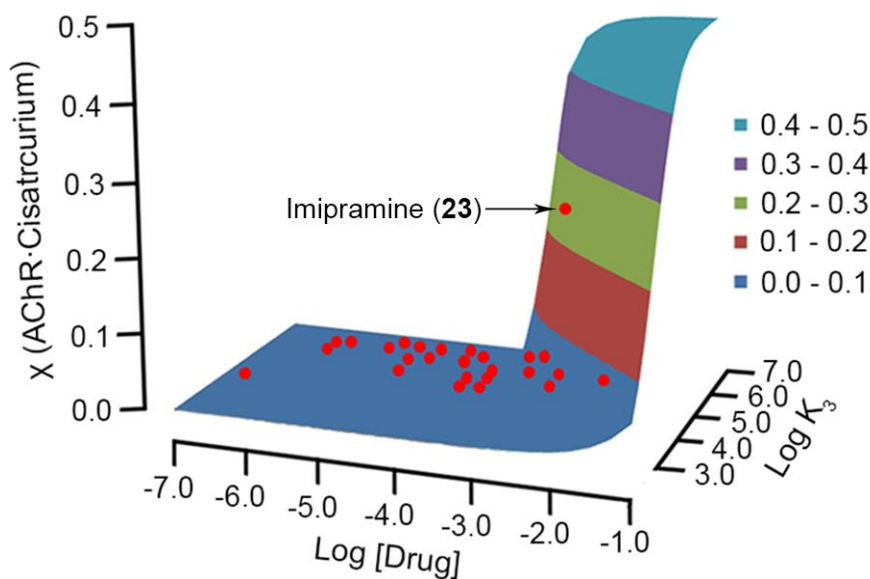 0.5
0.4
0.3
0.2
0.1
0.0
χ (AChR·Cisatrcurium)
Imipramine (23)
0.4 - 0.5
0.3 - 0.4
0.2 - 0.3
0.1 - 0.2
0.0 - 0.1
7.0
6.0
5.0
4.0
3.0
Log K3
-7.0
-6.0
-5.0
-4.0
-3.0
-2.0
-1.0
Log [Drug]